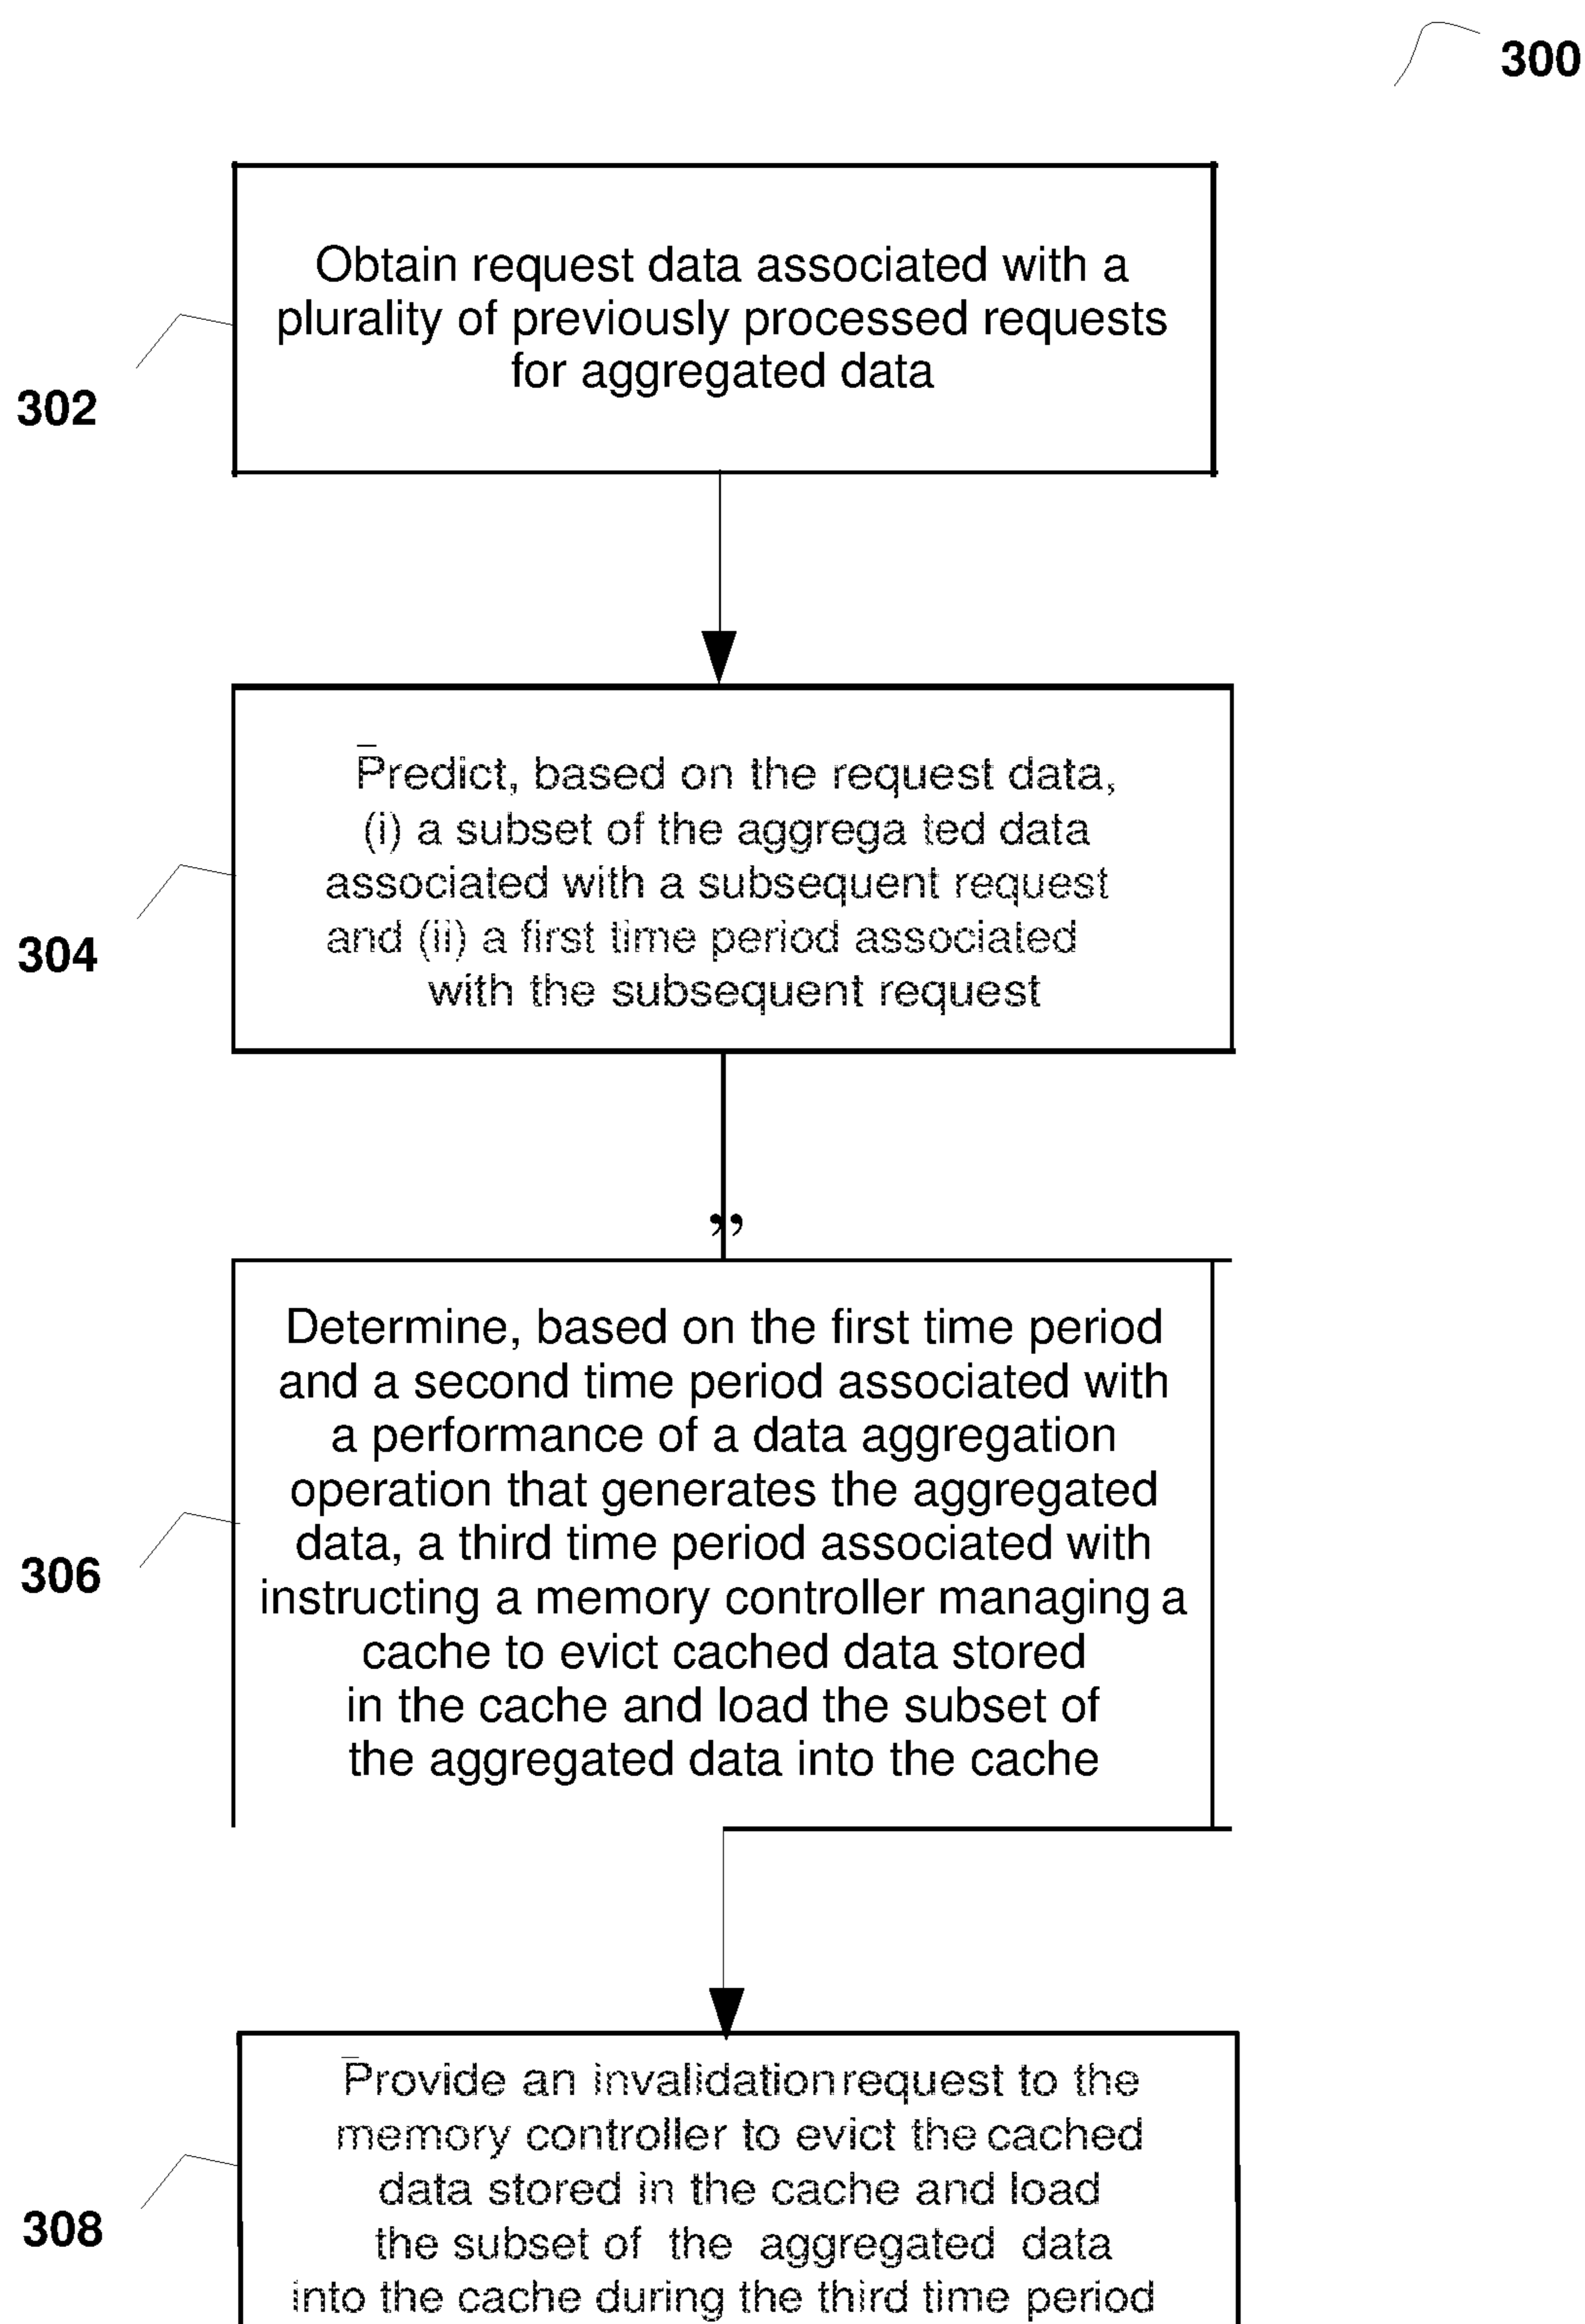 300
Obtain request data associated with a
plurality of previously processed requests
for aggregated data
302
Predict, based on the request data,
(i) a subset of the aggrega ted data
associated with a subsequent request
and (ii) a first time period associated
with the subsequent request
304
”
Determine, based on the first time period
and a second time period associated with
a performance of a data aggregation
operation that generates the aggregated
data, a third time period associated with
instructing a memory controller managing a
cache to evict cached data stored
in the cache and load the subset of
the aggregated data into the cache
306
Provide an invalidation request to the
memory controller to evict the cached
data stored in the cache and load
the subset of the aggregated data
into the cache during the third time period
308